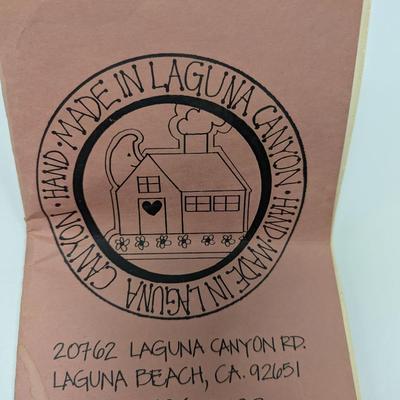 HAND • MADE IN LAGUNA CANYON • HAND • MADE IN LAGUNA CANYON •
20762 LAGUNA CANYON RD.
LAGUNA BEACH, CA. 92651